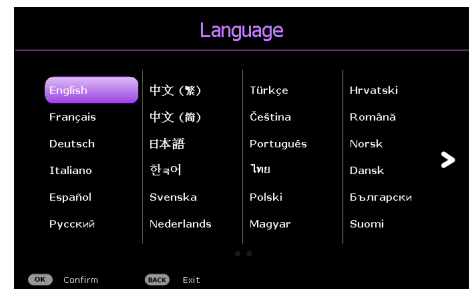 Language
English
Français
Deutsch
Italiano
Español
Русский
中文 (繁)
中文 (簡)
日本語
한국어
Svenska
Nederlands
Türkçe
Čeština
Português
ไทย
Polski
Magyar
Hrvatski
Română
Norsk
Dansk
Български
Suomi
OK Confirm BACK Exit